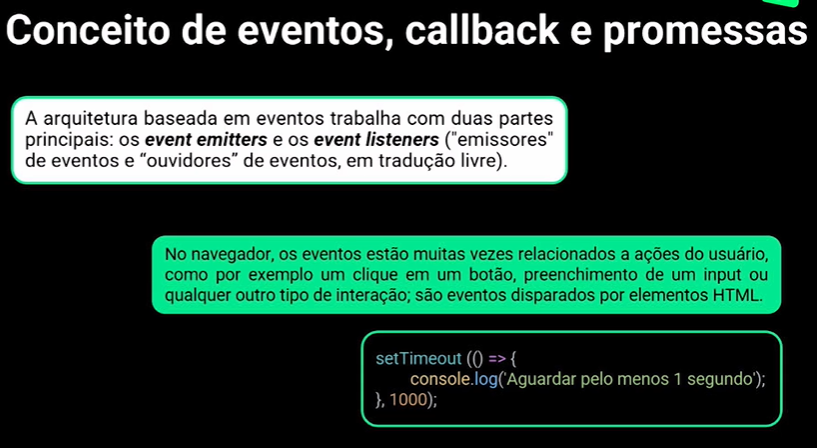 Conceito de eventos, callback e promessas
A arquitetura baseada em eventos trabalha com duas partes
principais: os event emitters e os event listeners ("emissores"
de eventos e “ouvidores” de eventos, em tradução livre).
No navegador, os eventos estão muitas vezes relacionados a ações do usuário,
como por exemplo um clique em um botão, preenchimento de um input ou
qualquer outro tipo de interação; são eventos disparados por elementos HTML.
setTimeout (() => {
console.log('Aguardar pelo menos 1 segundo');
}, 1000);